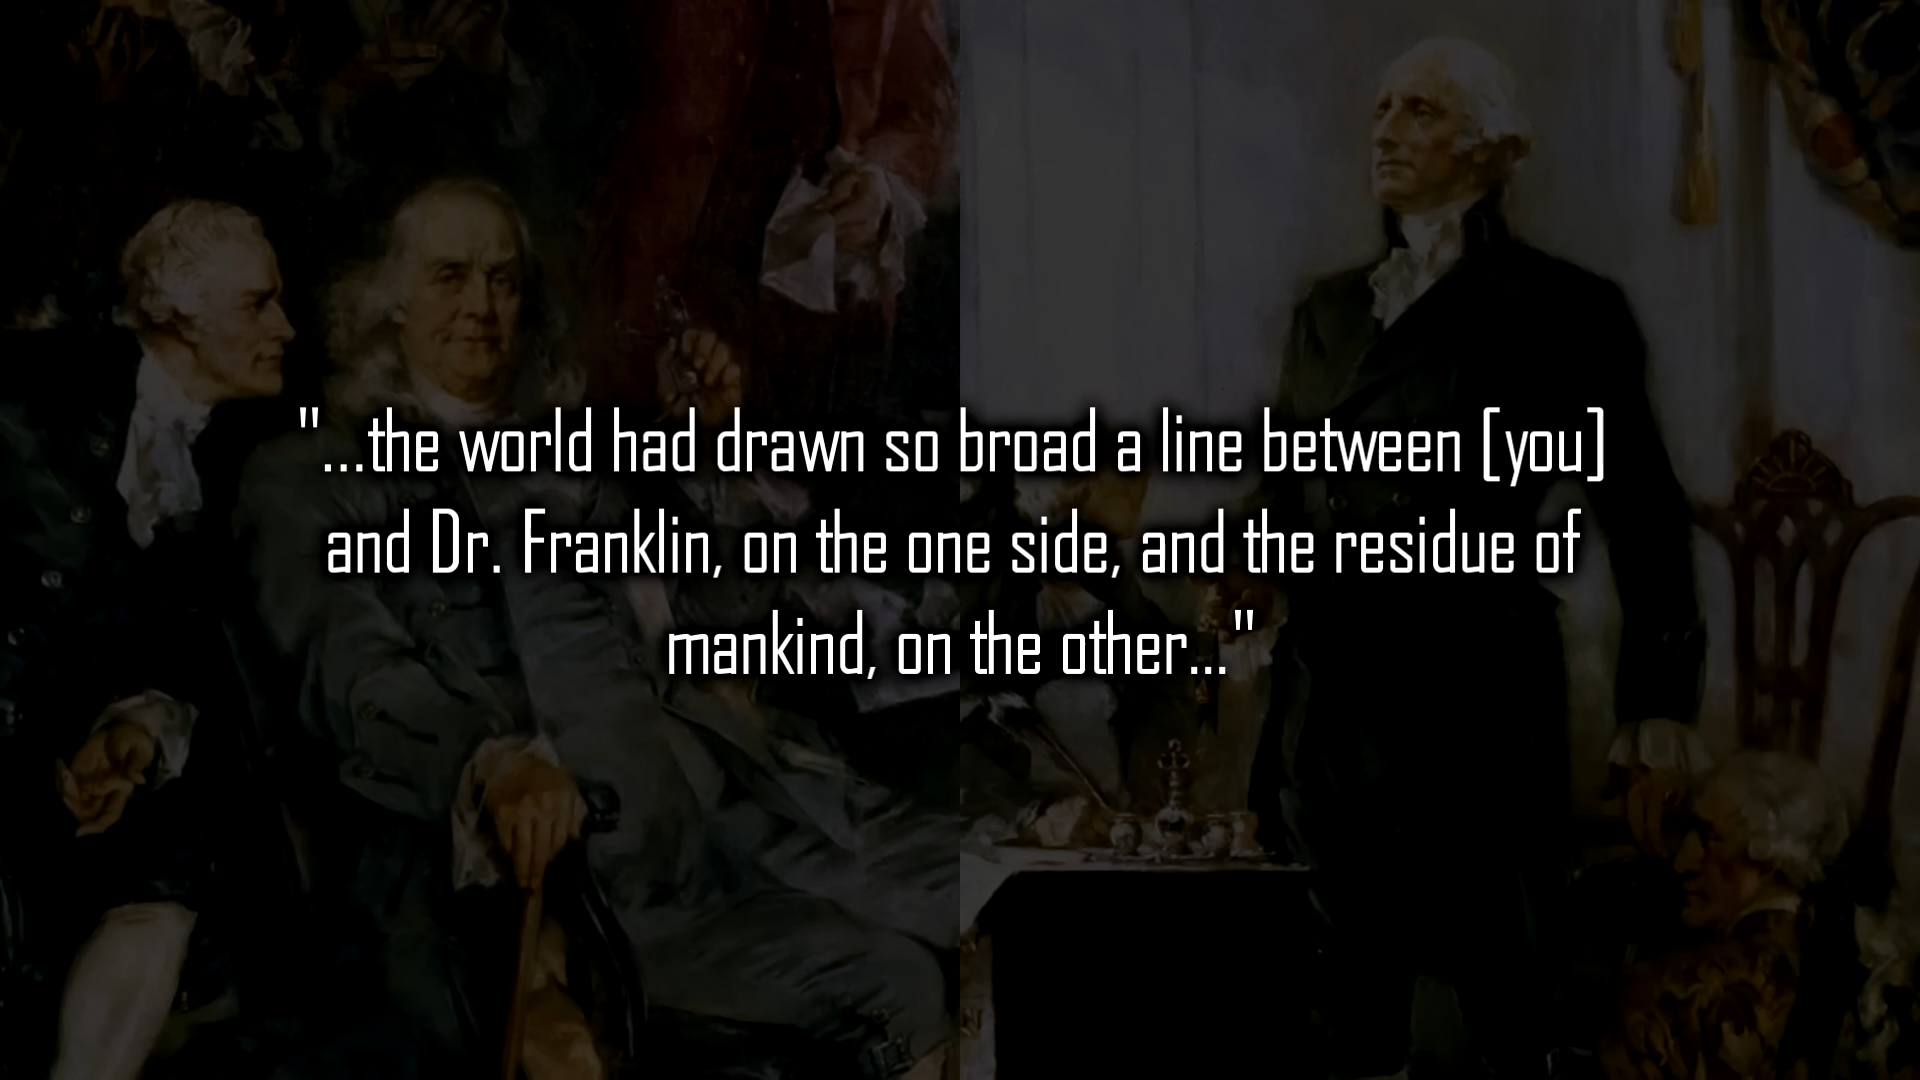 "...the world had drawn so broad a line between [you]
and Dr. Franklin, on the one side, and the residue of
mankind, on the other..."